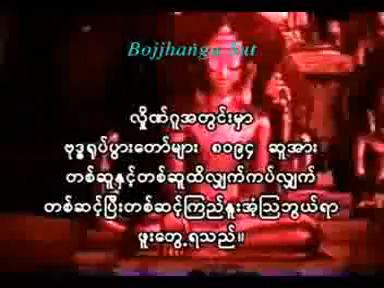 Bojjhaṅga Sut
လှိုဏ်ဂူအတွင်းမှာ
ဗုဒ္ဓရုပ်ပွားတော်များ ၈၀၉၄ ဆူအား
တစ်ဆူနှင့်တစ်ဆူထိလျှက်ကပ်လျှက်
တစ်ဆင့်ပြီးတစ်ဆင့်ကြည်နူးအံ့ဩဘွယ်ရာ
ဖူးတွေ့ရသည်။